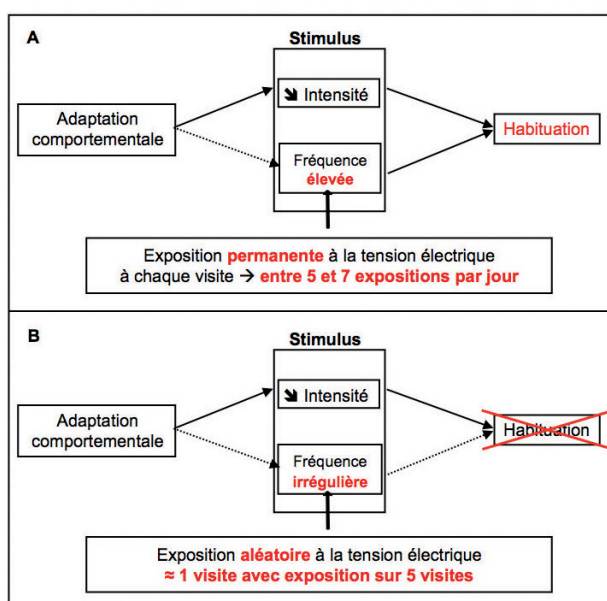 A
Stimulus
Adaptation
comportementale
↘ Intensité
Fréquence
élevée
Habituation
Exposition permanente à la tension électrique
à chaque visite → entre 5 et 7 expositions par jour
B
Stimulus
Adaptation
comportementale
↘ Intensité
Fréquence
irrégulière
Habituation
Exposition aléatoire à la tension électrique
≈ 1 visite avec exposition sur 5 visites